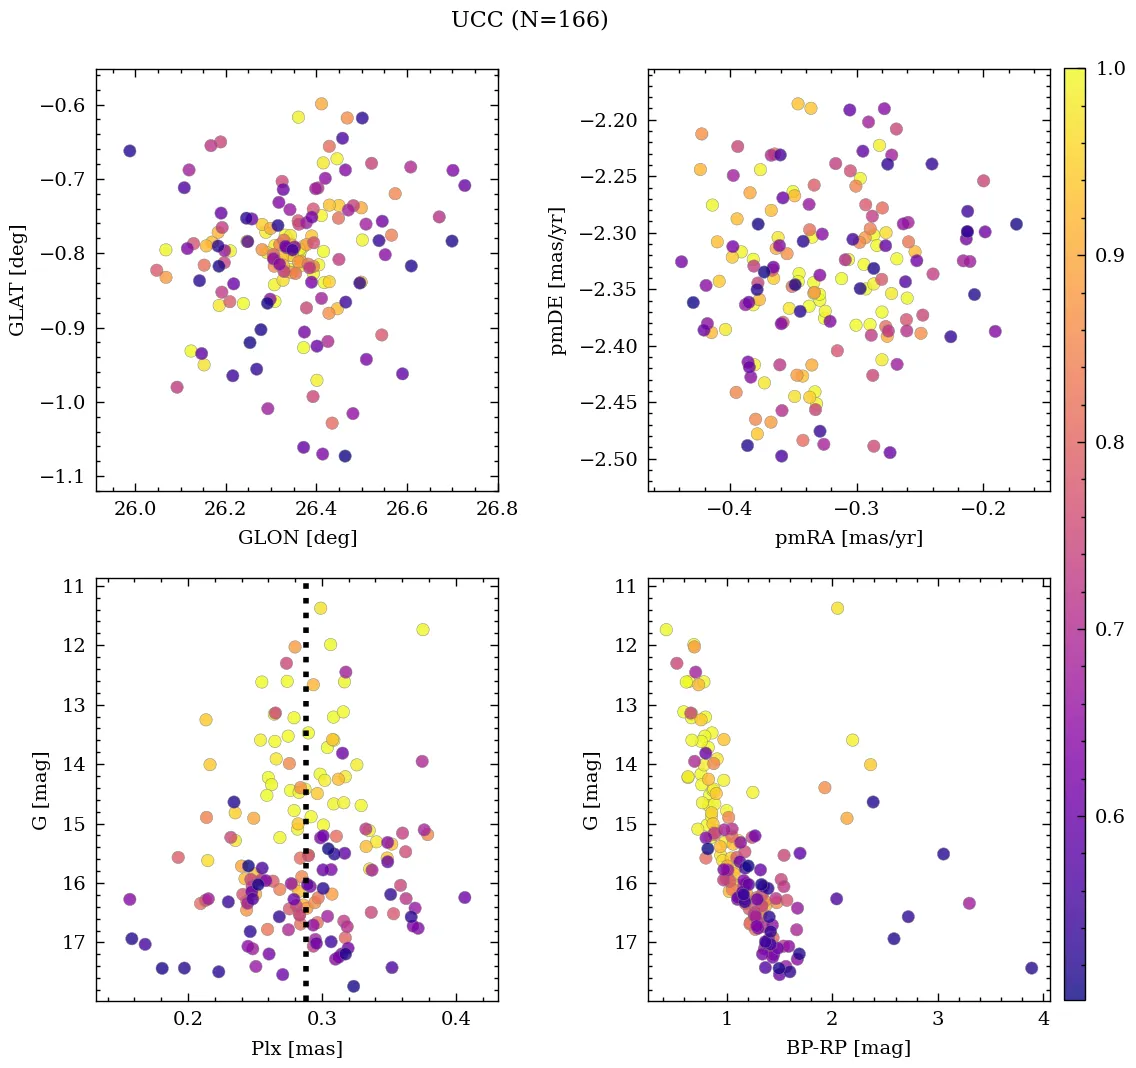 UCC (N=166)
−0.6
−0.7
−0.8
−0.9
−1.0
−1.1
GLAT [deg]
26.0 26.2 26.4 26.6 26.8
GLON [deg]
−2.20
−2.25
−2.30
−2.35
−2.40
−2.45
−2.50
pmDE [mas/yr]
−0.4 −0.3 −0.2
pmRA [mas/yr]
1.0
0.9
0.8
0.7
0.6
11
12
13
14
15
16
17
G [mag]
0.2 0.3 0.4
Plx [mas]
11
12
13
14
15
16
17
G [mag]
1 2 3 4
BP-RP [mag]